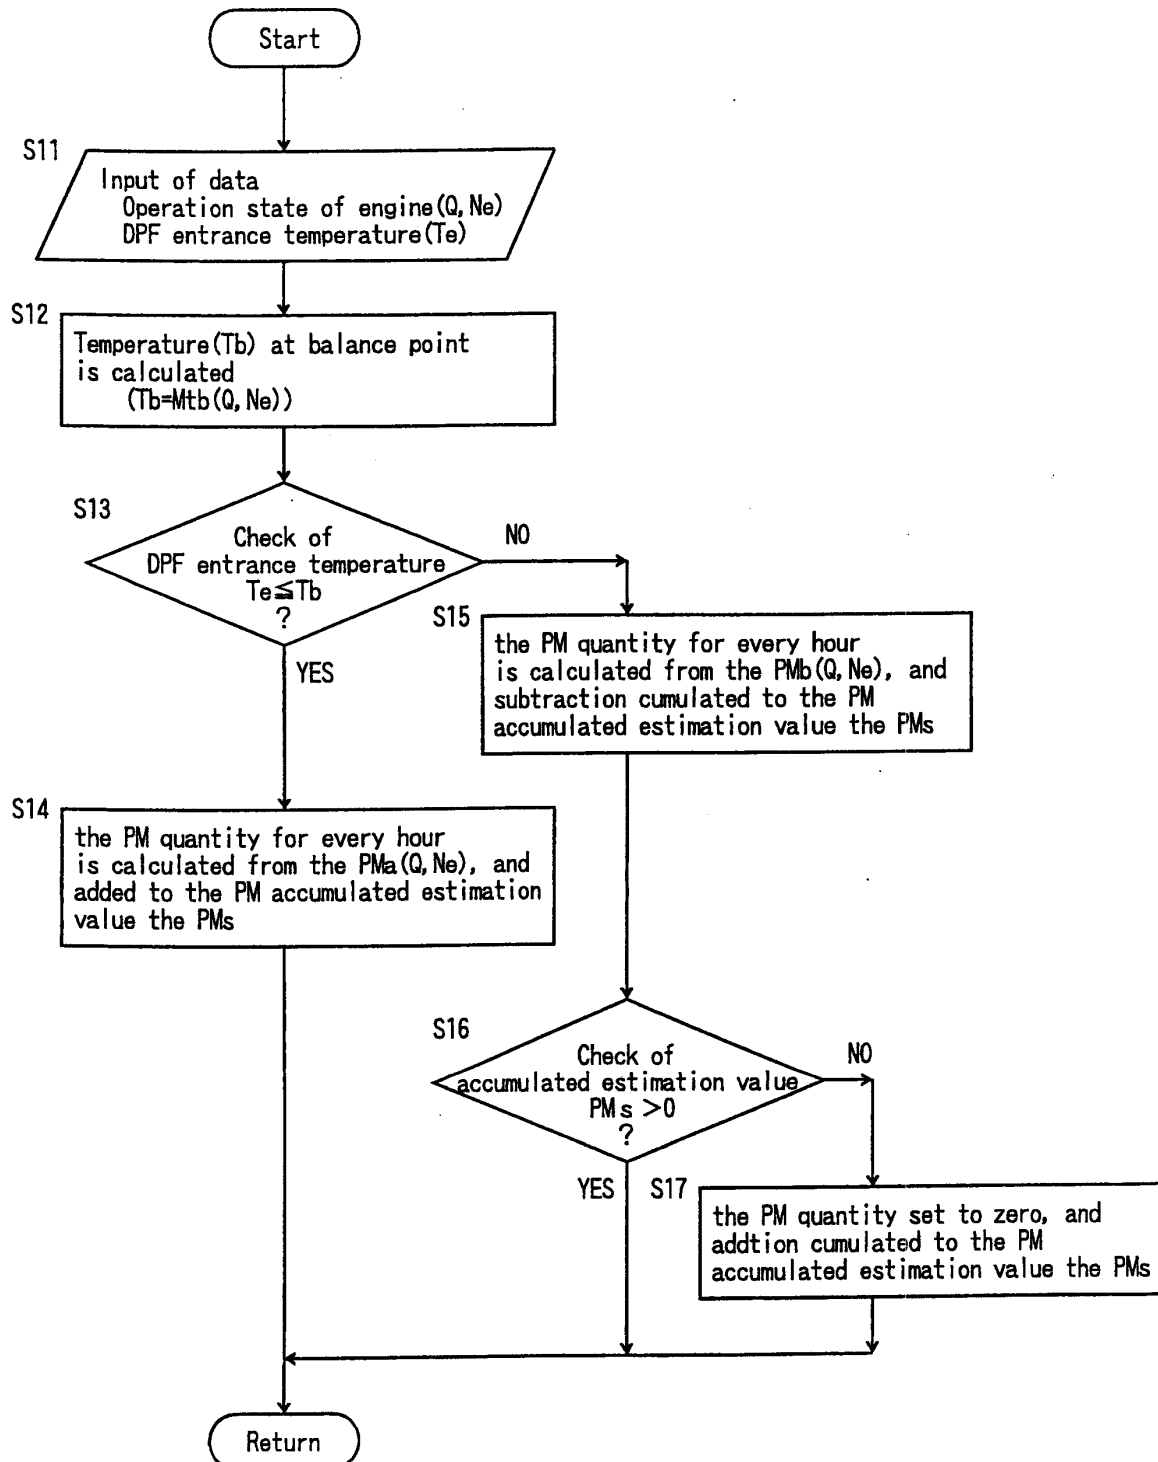 Start
S11
Input of data
Operation state of engine(Q,Ne)
DPF entrance temperature(Te)
S12
Temperature(Tb) at balance point
is calculated
(Tb=Mtb(Q,Ne))
S13
Check of
DPF entrance temperature
Te≦Tb
?
NO
YES
S15
the PM quantity for every hour
is calculated from the PMb(Q,Ne), and
subtraction cumulated to the PM
accumulated estimation value the PMs
S14
the PM quantity for every hour
is calculated from the PMa(Q,Ne), and
added to the PM accumulated estimation
value the PMs
S16
Check of
accumulated estimation value
PMs >0
?
NO
YES
S17
the PM quantity set to zero, and
addtion cumulated to the PM
accumulated estimation value the PMs
Return